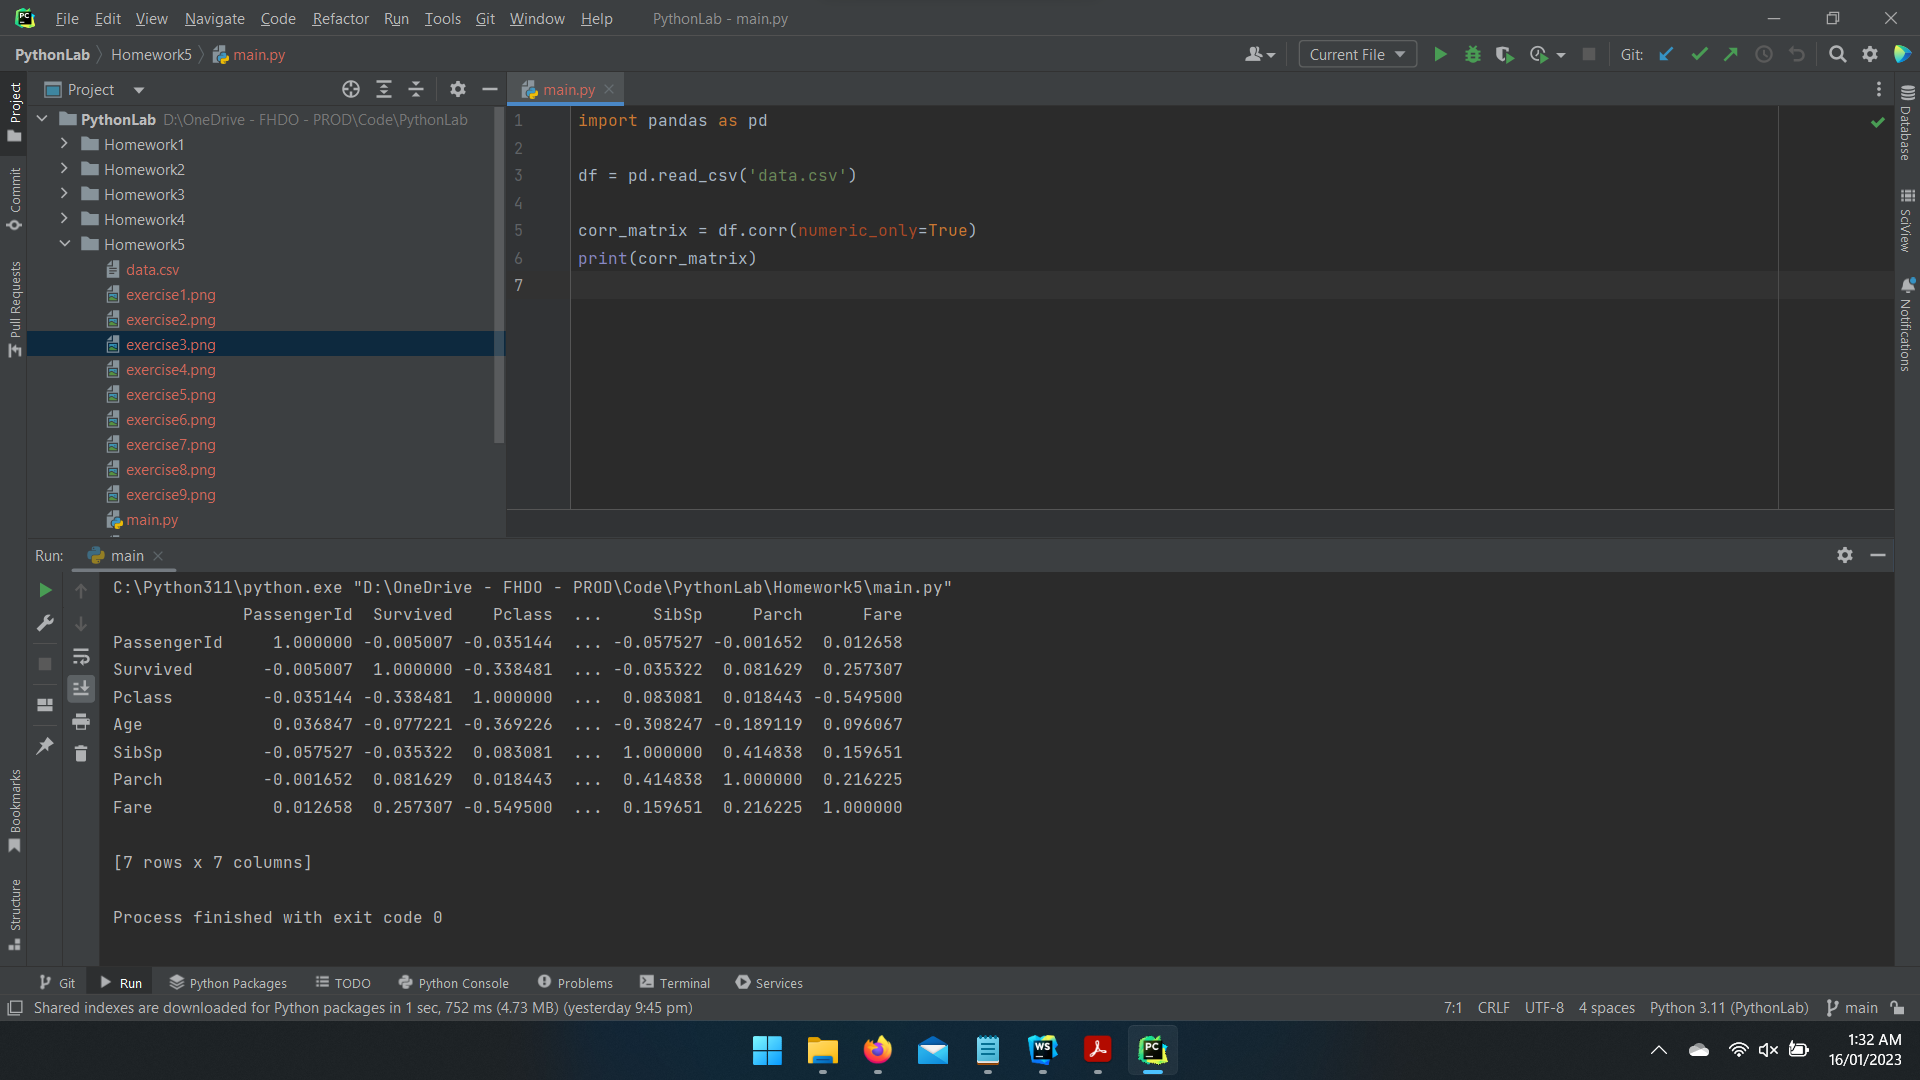 PC File Edit View Navigate Code Refactor Run Tools Git Window Help PythonLab - main.py
PythonLab Homework5 main.py Current File Git:
Project
main.py
Project
Commit
Pull Requests
Bookmarks
Structure
PythonLab D:\OneDrive - FHDO - PROD\Code\PythonLab
Homework1
Homework2
Homework3
Homework4
Homework5
data.csv
exercise1.png
exercise2.png
exercise3.png
exercise4.png
exercise5.png
exercise6.png
exercise7.png
exercise8.png
exercise9.png
main.py
1 import pandas as pd
2
3 df = pd.read_csv('data.csv')
4
5 corr_matrix = df.corr(numeric_only=True)
6 print(corr_matrix)
7
Database
SciView
Notifications
Run: main
C:\Python311\python.exe "D:\OneDrive - FHDO - PROD\Code\PythonLab\Homework5\main.py"
PassengerId Survived Pclass ... SibSp Parch Fare
PassengerId 1.000000 -0.005007 -0.035144 ... -0.057527 -0.001652 0.012658
Survived -0.005007 1.000000 -0.338481 ... -0.035322 0.081629 0.257307
Pclass -0.035144 -0.338481 1.000000 ... 0.083081 0.018443 -0.549500
Age 0.036847 -0.077221 -0.369226 ... -0.308247 -0.189119 0.096067
SibSp -0.057527 -0.035322 0.083081 ... 1.000000 0.414838 0.159651
Parch -0.001652 0.081629 0.018443 ... 0.414838 1.000000 0.216225
Fare 0.012658 0.257307 -0.549500 ... 0.159651 0.216225 1.000000
[7 rows x 7 columns]
Process finished with exit code 0
Git Run Python Packages TODO Python Console Problems Terminal Services
Shared indexes are downloaded for Python packages in 1 sec, 752 ms (4.73 MB) (yesterday 9:45 pm) 7:1 CRLF UTF-8 4 spaces Python 3.11 (PythonLab) main
WS PC
1:32 AM
16/01/2023